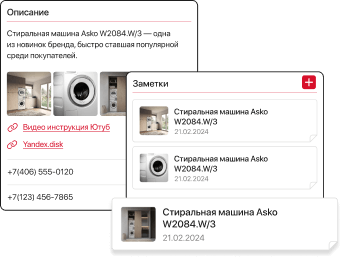 Описание
Стиральная машина Asko W2084.W/3 — одна
из новинок бренда, быстро ставшая популярной
среди покупателей.
Видео инструкция Ютуб
Yandex.disk
+7(406) 555-0120
+7(123) 456-7865
Заметки
Стиральная машина Asko
W2084.W/3
21.02.2024
Стиральная машина Asko
W2084.W/3
21.02.2024
Стиральная машина Asko
W2084.W/3
21.02.2024